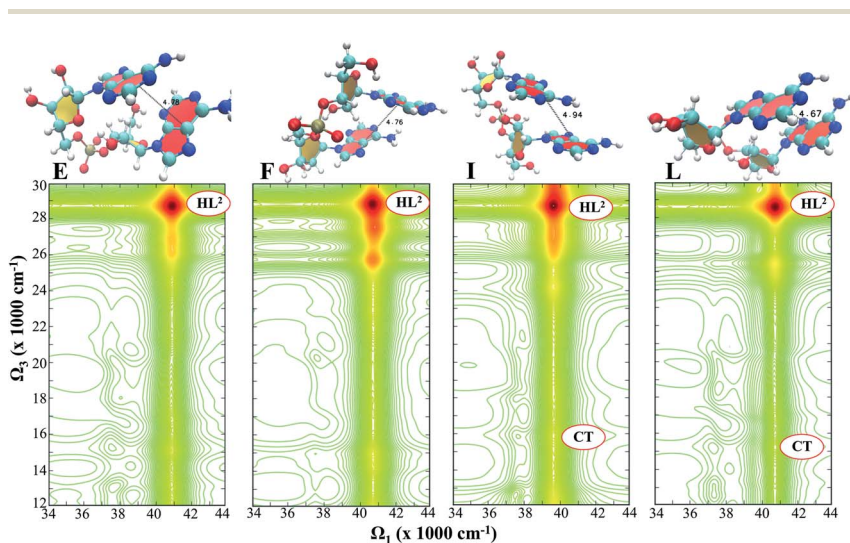 4.78
4.76
4.94
4.67
E F I L
HL² HL² HL² HL²
30
28
26
24
22
20
18
16
14
12
Ω₃ (x 1000 cm⁻¹)
CT CT
34 36 38 40 42 44 34 36 38 40 42 44 34 36 38 40 42 44 34 36 38 40 42 44
Ω₁ (x 1000 cm⁻¹)